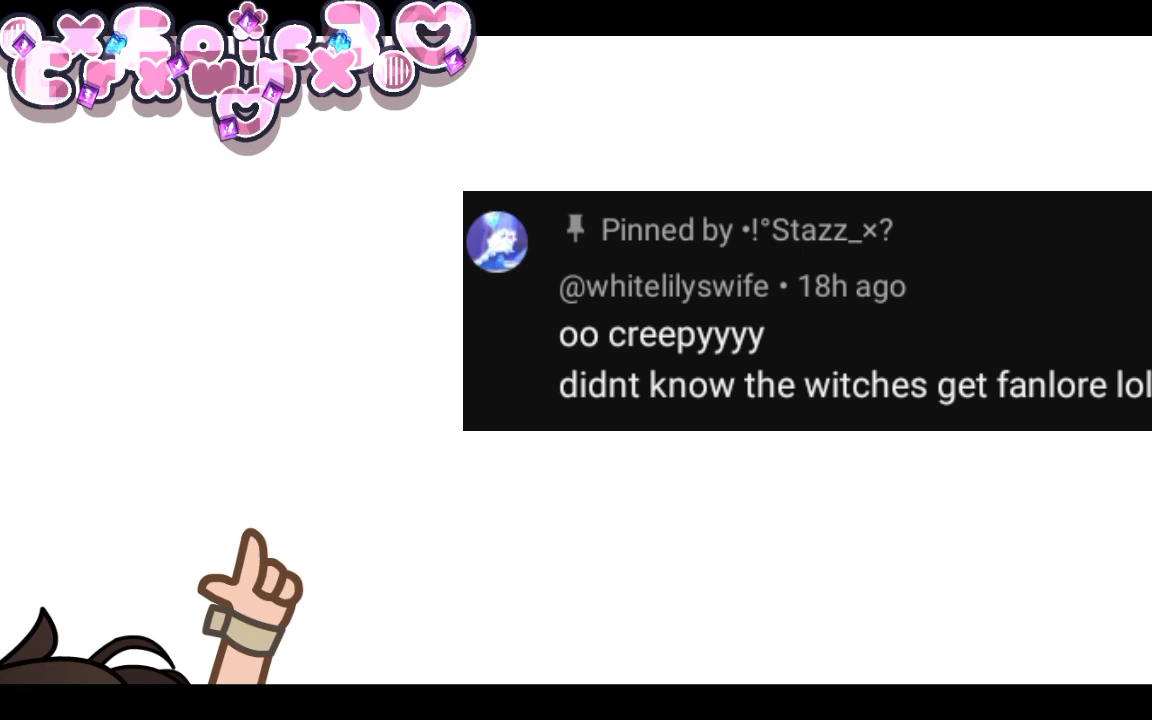 Pinned by •!°Stazz_×?
@whitelilyswife • 18h ago
oo creepyyyy
didnt know the witches get fanlore lol